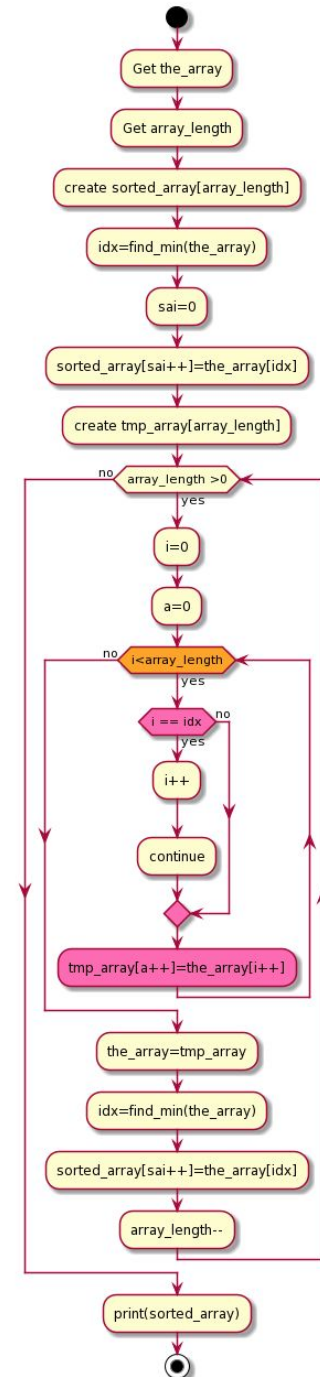 Get the_array
Get array_length
create sorted_array[array_length]
idx=find_min(the_array)
sai=0
sorted_array[sai++]=the_array[idx]
create tmp_array[array_length]
no
array_length >0
yes
i=0
a=0
no
i<array_length
yes
i == idx
no
yes
i++
continue
tmp_array[a++]=the_array[i++]
the_array=tmp_array
idx=find_min(the_array)
sorted_array[sai++]=the_array[idx]
array_length--
print(sorted_array)